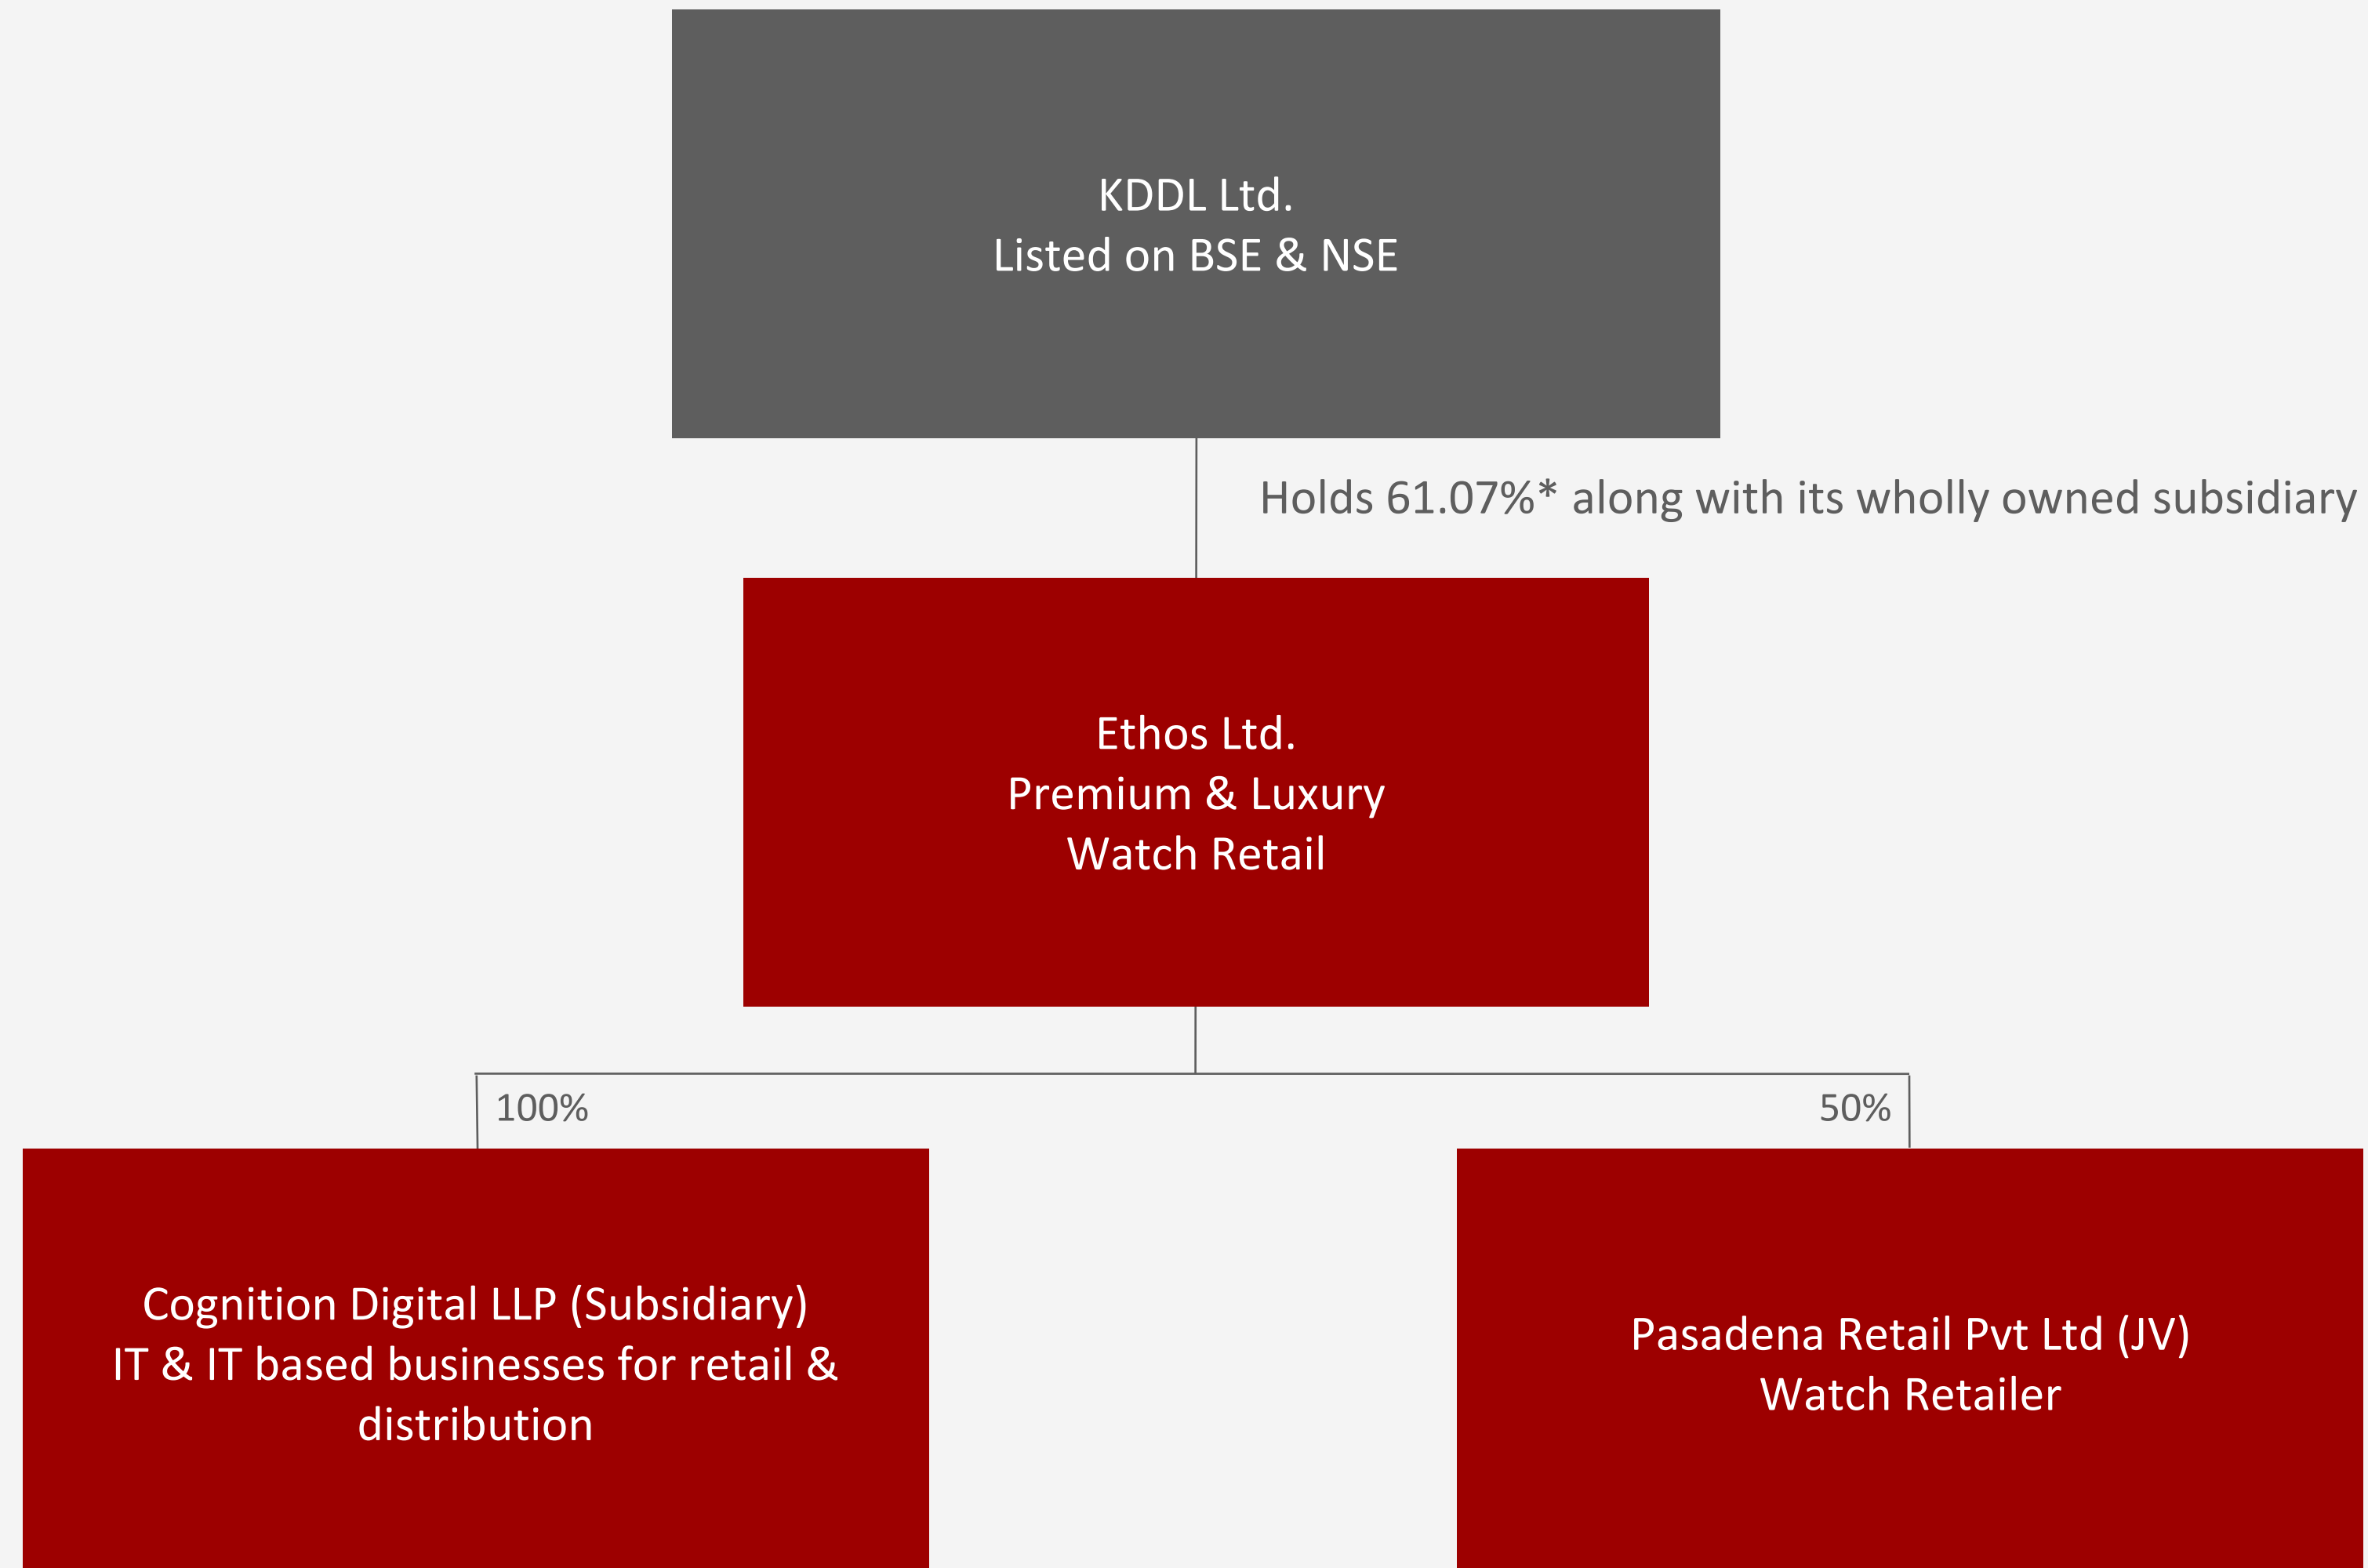 KDDL Ltd.
Listed on BSE & NSE
Holds 61.07%* along with its wholly owned subsidiary
Ethos Ltd.
Premium & Luxury
Watch Retail
100%
50%
Cognition Digital LLP (Subsidiary)
IT & IT based businesses for retail &
distribution
Pasadena Retail Pvt Ltd (JV)
Watch Retailer